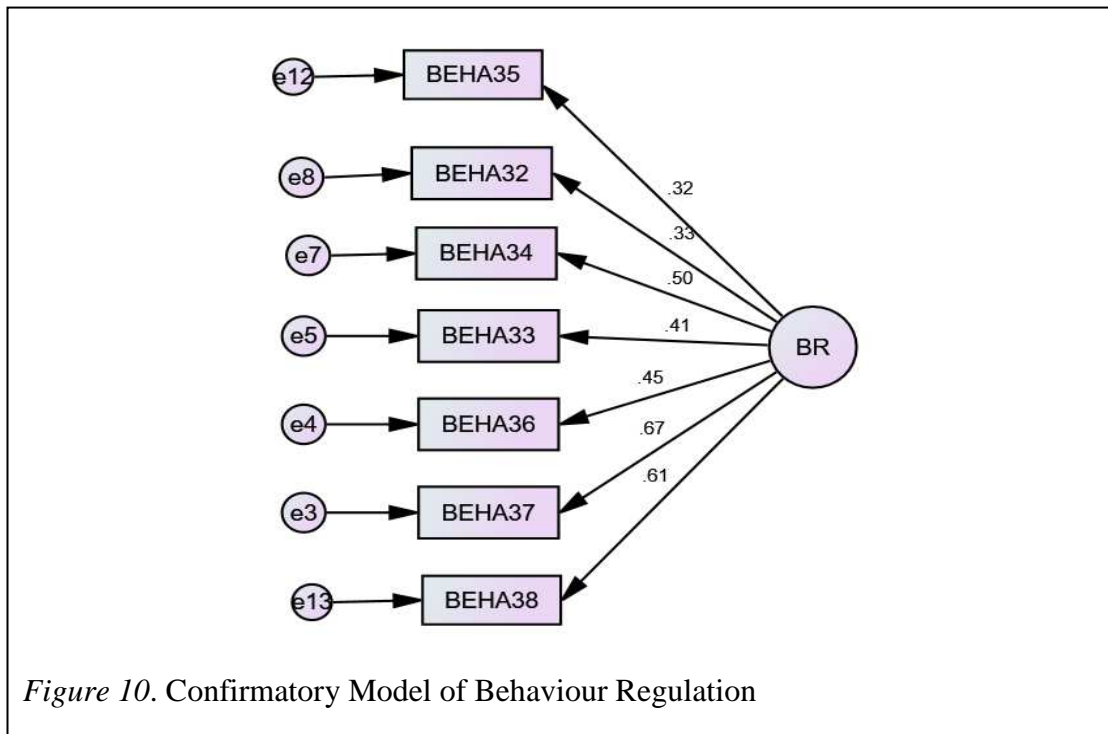 e12 BEHA35
.32
e8 BEHA32
.33
e7 BEHA34
.50
e5 BEHA33
.41
BR
e4 BEHA36
.45
.67
e3 BEHA37
.61
e13 BEHA38
Figure 10. Confirmatory Model of Behaviour Regulation